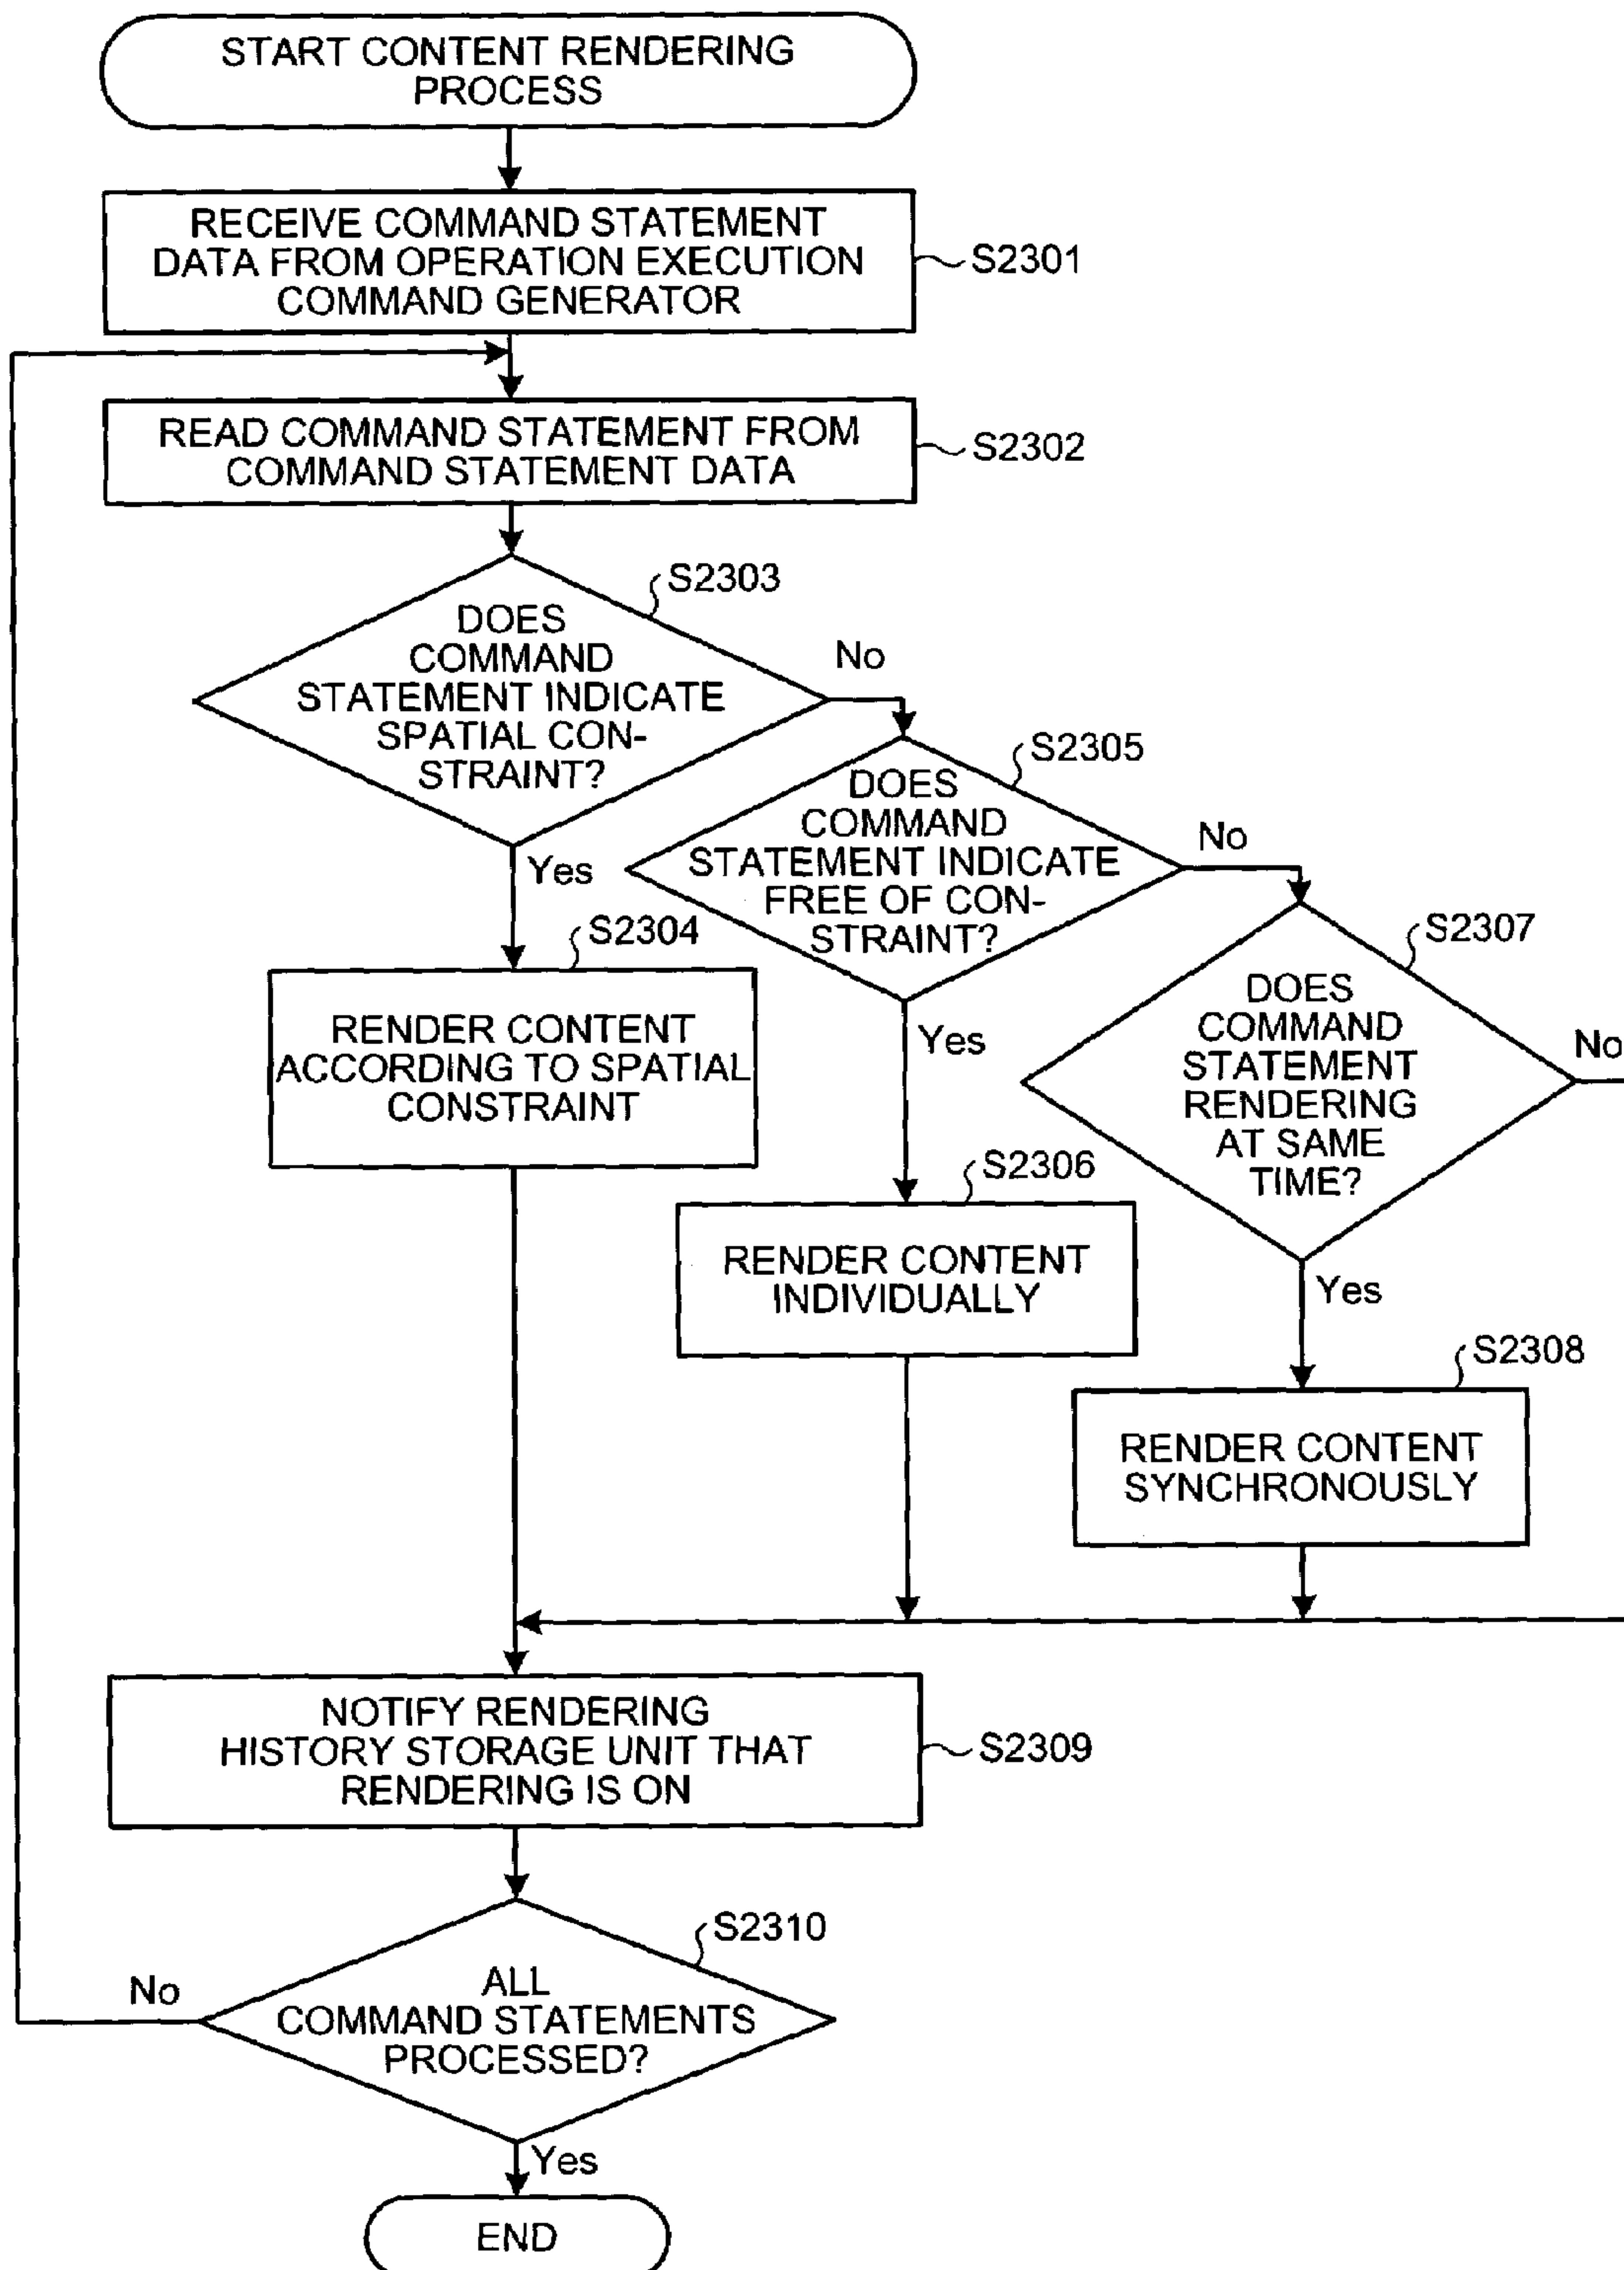 START CONTENT RENDERING
PROCESS
RECEIVE COMMAND STATEMENT
DATA FROM OPERATION EXECUTION
COMMAND GENERATOR
S2301
READ COMMAND STATEMENT FROM
COMMAND STATEMENT DATA
S2302
S2303
DOES
COMMAND
STATEMENT INDICATE
SPATIAL CON-
STRAINT?
No
Yes
S2305
DOES
COMMAND
STATEMENT INDICATE
FREE OF CON-
STRAINT?
No
Yes
S2304
RENDER CONTENT
ACCORDING TO SPATIAL
CONSTRAINT
S2307
DOES
COMMAND
STATEMENT
RENDERING
AT SAME
TIME?
No
Yes
S2306
RENDER CONTENT
INDIVIDUALLY
S2308
RENDER CONTENT
SYNCHRONOUSLY
NOTIFY RENDERING
HISTORY STORAGE UNIT THAT
RENDERING IS ON
S2309
S2310
ALL
COMMAND STATEMENTS
PROCESSED?
No
Yes
END